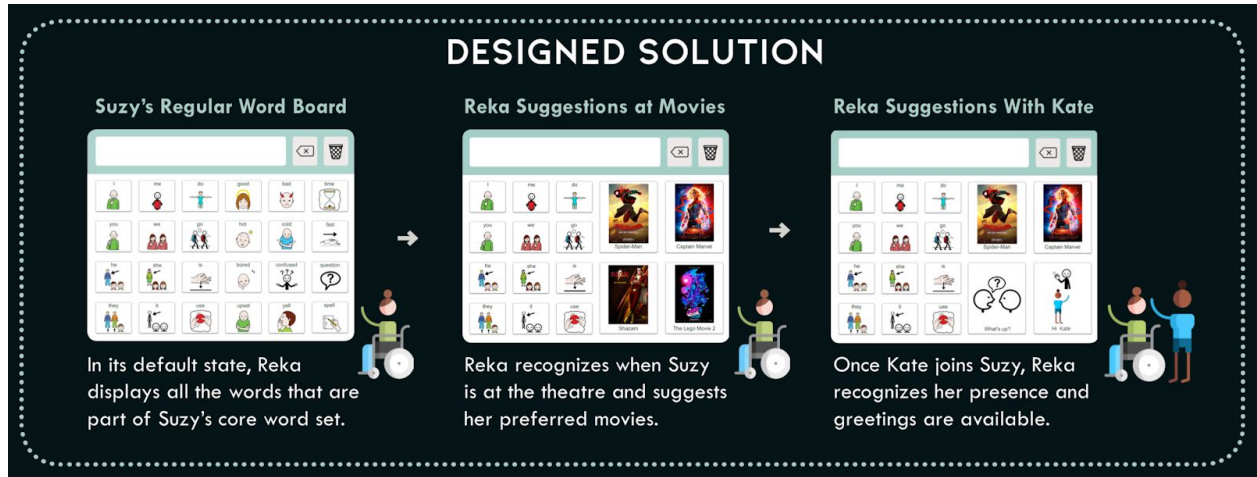 DESIGNED SOLUTION
Suzy's Regular Word Board
I me do good bad time
you we go hot cold fast
he she is bored confused question
they it use upset yell spell
In its default state, Reka
displays all the words that are
part of Suzy's core word set.
Reka Suggestions at Movies
I me do
you we go
Spider-Man Captain Marvel
he she is
they it use
Shazam The Lego Movie 2
Reka recognizes when Suzy
is at the theatre and suggests
her preferred movies.
Reka Suggestions With Kate
I me do
you we go
Spider-Man Captain Marvel
he she is
they it use
What's up? Hi Kate
Once Kate joins Suzy, Reka
recognizes her presence and
greetings are available.